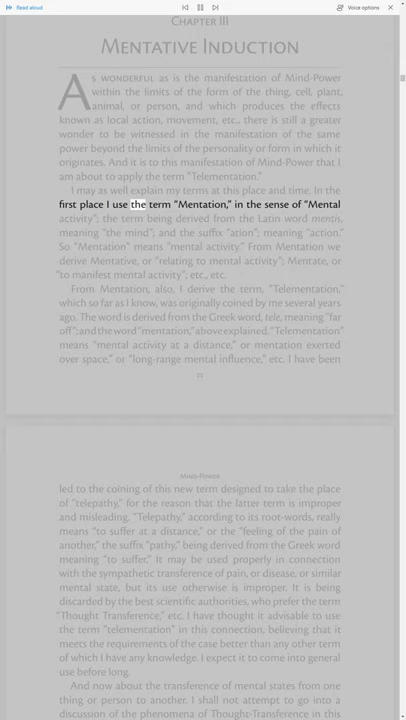 Read aloud
Voice options
CHAPTER III
MENTATIVE INDUCTION
AS WONDERFUL as is the manifestation of Mind-Power
within the limits of the form of the thing, cell, plant,
animal, or person, and which produces the effects
known as local action, movement, etc., there is still a greater
wonder to be witnessed in the manifestation of the same
power beyond the limits of the personality or form in which it
originates. And it is to this manifestation of Mind-Power that I
am about to apply the term "Telementation."
I may as well explain my terms at this place and time. In the
first place I use the term "Mentation," in the sense of "Mental
activity"; the term being derived from the Latin word mentis,
meaning "the mind"; and the suffix "ation"; meaning "action."
So "Mentation" means "mental activity." From Mentation we
derive Mentative, or "relating to mental activity"; Mentate, or
"to manifest mental activity"; etc., etc.
From Mentation, also, I derive the term, "Telementation,"
which so far as I know, was originally coined by me several years
ago. The word is derived from the Greek word, tele, meaning "far
off"; and the word "mentation," above explained. "Telementation"
means "mental activity at a distance," or mentation exerted
over space," or "long-range mental influence," etc. I have been
MIND-POWER
led to the coining of this new term designed to take the place
of "telepathy," for the reason that the latter term is improper
and misleading. "Telepathy," according to its root-words, really
means "to suffer at a distance," or the "feeling of the pain of
another," the suffix "pathy," being derived from the Greek word
meaning "to suffer." It may be used properly in connection
with the sympathetic transference of pain, or disease, or similar
mental state, but its use otherwise is improper. It is being
discarded by the best scientific authorities, who prefer the term
"Thought Transference," etc. I have thought it advisable to use
the term "telementation" in this connection, believing that it
meets the requirements of the case better than any other term
of which I have any knowledge. I expect it to come into general
use before long.
And now about the transference of mental states from one
thing or person to another. I shall not attempt to go into a
discussion of the phenomena of Thought-Transference in this